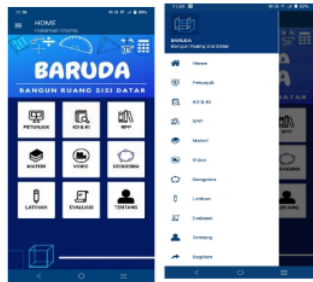 HOME
Halaman Utama
BARUDA
BANGUN RUANG SISI DATAR
PETUNJUK
KD & KI
RPP
MATERI
VIDEO
GEOGEBRA
LATIHAN
EVALUASI
TENTANG
BARUDA
Bangun Ruang Sisi Datar
Home
Petunjuk
KD & KI
RPP
Materi
Video
Geogebra
Latihan
Evaluasi
Tentang
Bagikan